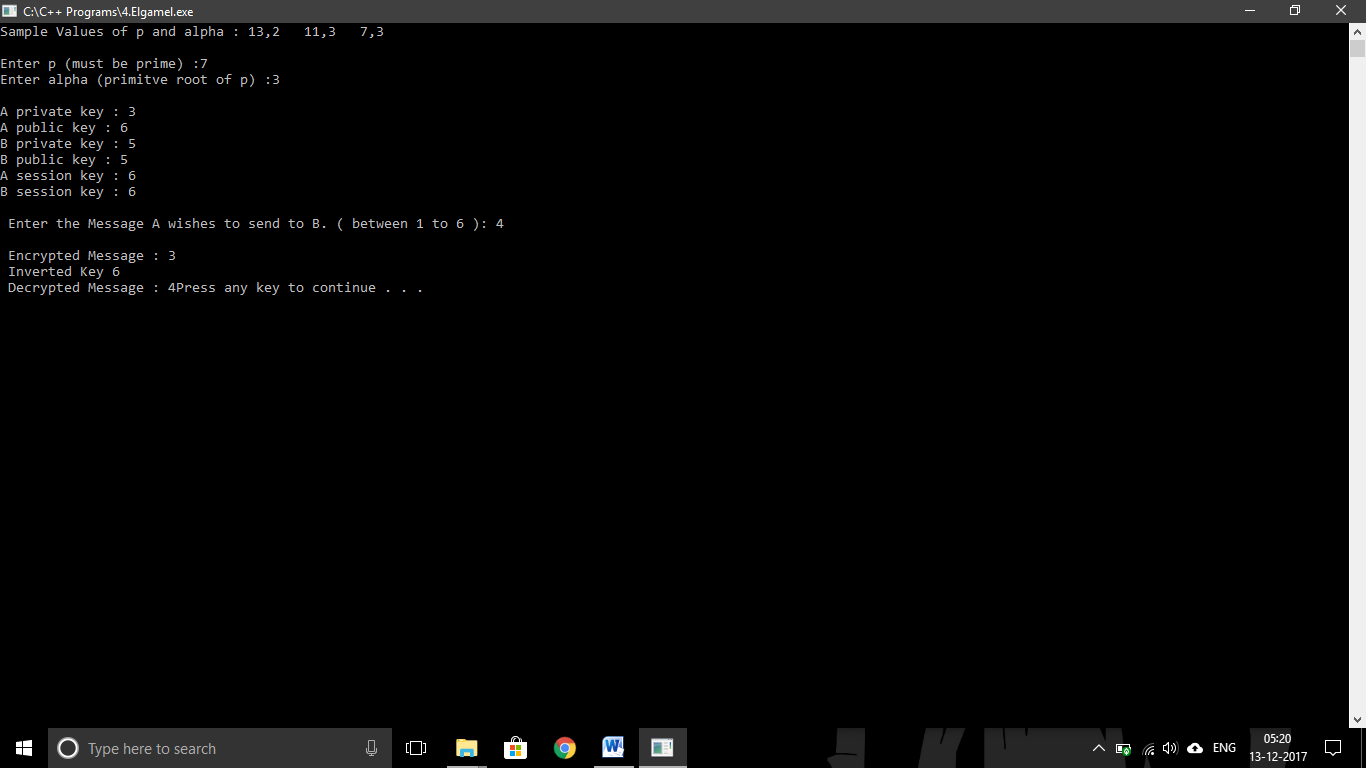 C:\C++ Programs\4.Elgamel.exe
Sample Values of p and alpha : 13,2   11,3   7,3
Enter p (must be prime) :7
Enter alpha (primitve root of p) :3
A private key : 3
A public key : 6
B private key : 5
B public key : 5
A session key : 6
B session key : 6
Enter the Message A wishes to send to B. ( between 1 to 6 ): 4
Encrypted Message : 3
Inverted Key 6
Decrypted Message : 4Press any key to continue . . .
Type here to search
ENG
05:20
13-12-2017